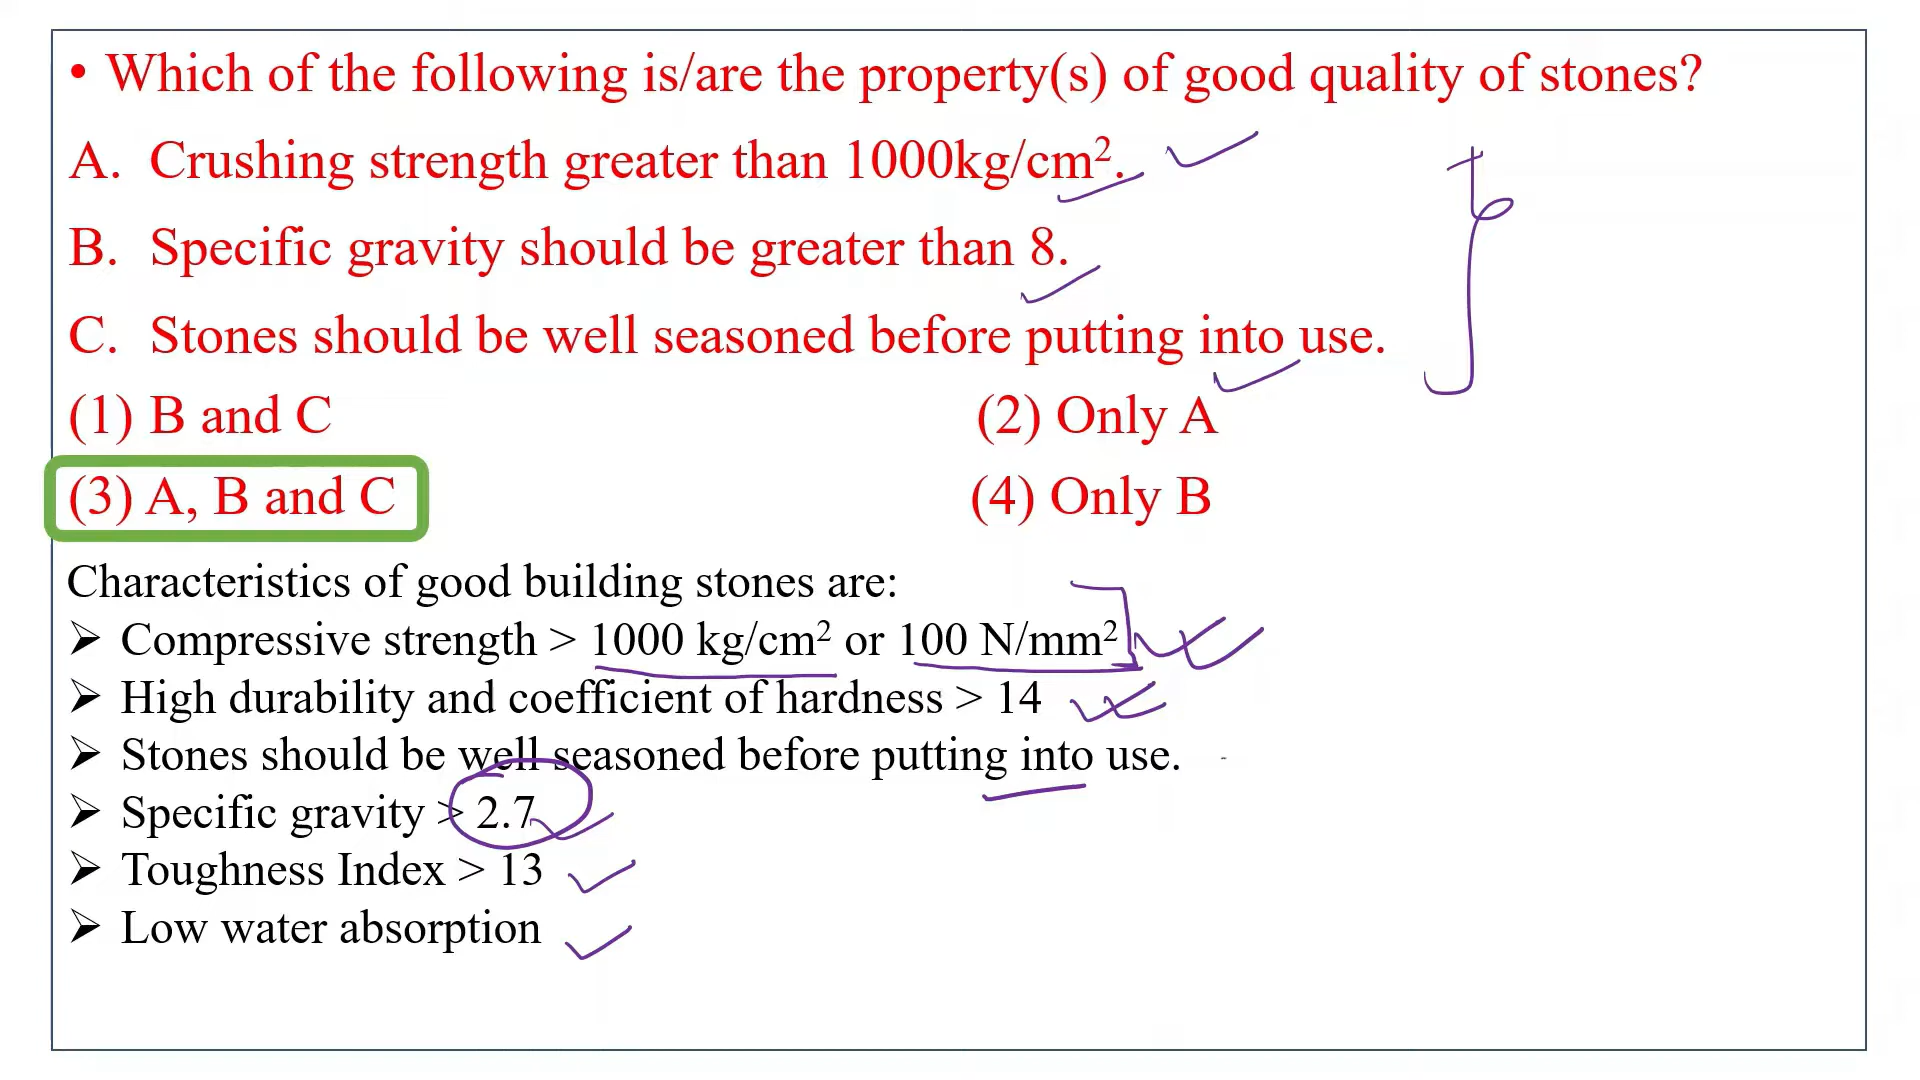 • Which of the following is/are the property(s) of good quality of stones?
A. Crushing strength greater than 1000kg/cm².
B. Specific gravity should be greater than 8.
C. Stones should be well seasoned before putting into use.
(1) B and C (2) Only A
(3) A, B and C (4) Only B
Characteristics of good building stones are:
➢ Compressive strength > 1000 kg/cm² or 100 N/mm²
➢ High durability and coefficient of hardness > 14
➢ Stones should be well seasoned before putting into use.
➢ Specific gravity > 2.7
➢ Toughness Index > 13
➢ Low water absorption